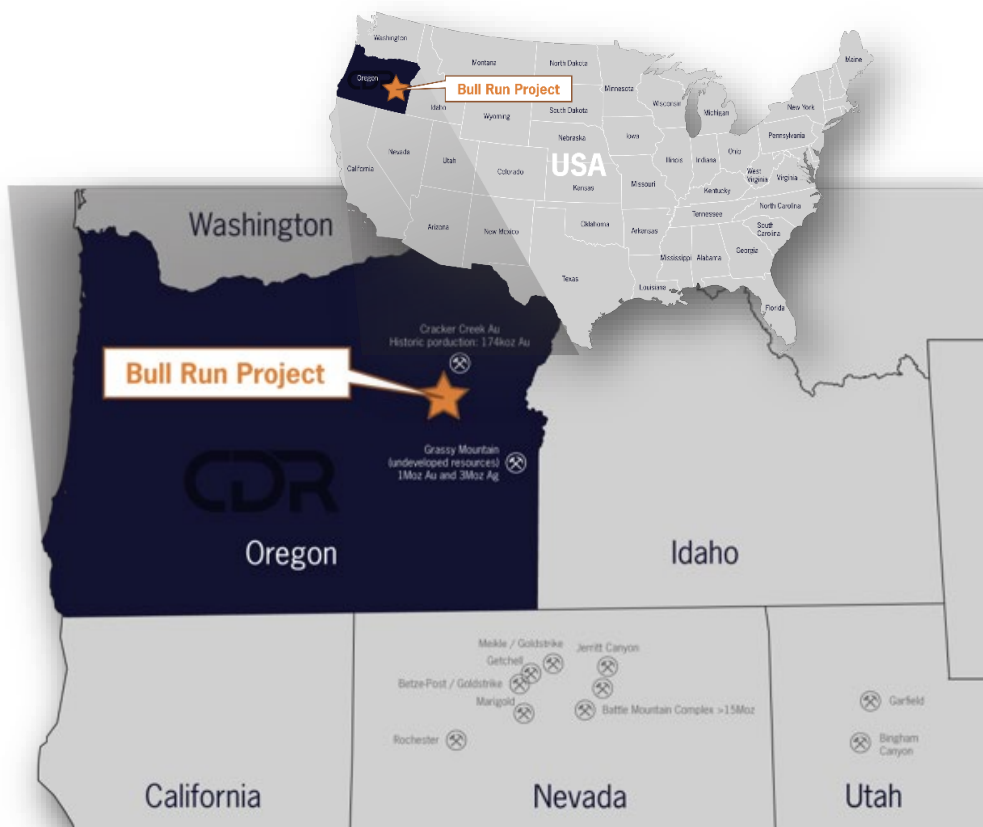 Washington
Montana
North Dakota
Minnesota
Maine
Oregon
Bull Run Project
Idaho
Wyoming
South Dakota
Wisconsin
Michigan
New York
Nebraska
Iowa
Pennsylvania
Nevada
Utah
Colorado
USA
Illinois
Indiana
Ohio
West
Virginia
Virginia
California
Kansas
Missouri
Kentucky
North Carolina
Tennessee
South
Carolina
Arizona
New Mexico
Oklahoma
Arkansas
Mississippi
Alabama
Georgia
Texas
Louisiana
Florida
Washington
Cracker Creek Au
Historic porduction: 174koz Au
Bull Run Project
Grassy Mountain
(undeveloped resources)
1Moz Au and 3Moz Ag
CDR
Oregon
Idaho
Meikle / Goldstrike
Jerritt Canyon
Getchell
Betze-Post / Goldstrike
Marigold
Battle Mountain Complex >15Moz
Rochester
Garfield
Bingham
Canyon
California
Nevada
Utah